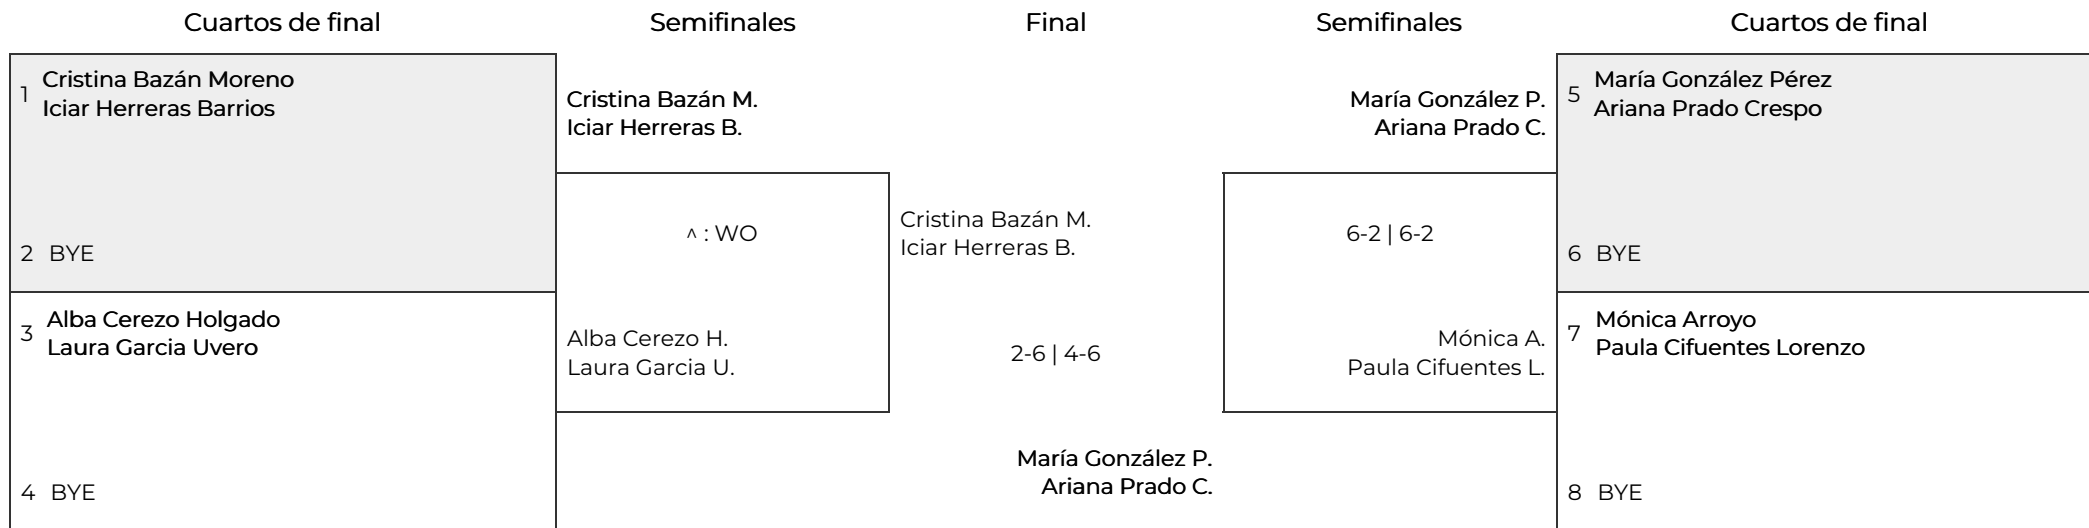 Cuartos de final
Semifinales
Final
Semifinales
Cuartos de final
1
Cristina Bazán Moreno
Iciar Herreras Barrios
2 BYE
3
Alba Cerezo Holgado
Laura Garcia Uvero
4 BYE
Cristina Bazán M.
Iciar Herreras B.
^ : WO
Alba Cerezo H.
Laura Garcia U.
Cristina Bazán M.
Iciar Herreras B.
2-6 | 4-6
María González P.
Ariana Prado C.
María González P.
Ariana Prado C.
6-2 | 6-2
Mónica A.
Paula Cifuentes L.
5
María González Pérez
Ariana Prado Crespo
6 BYE
7
Mónica Arroyo
Paula Cifuentes Lorenzo
8 BYE